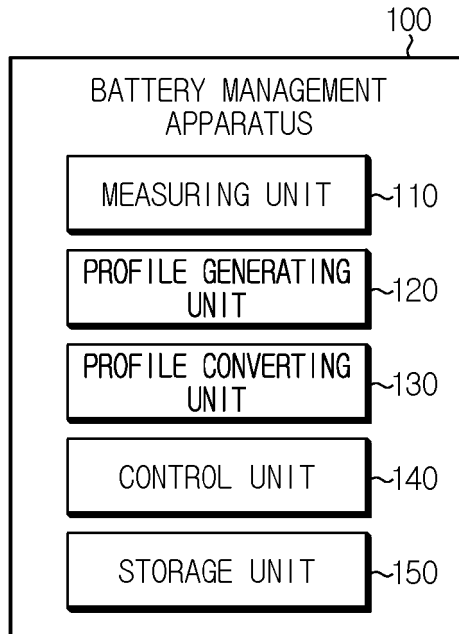 100
BATTERY MANAGEMENT
APPARATUS
MEASURING UNIT
110
PROFILE GENERATING
UNIT
120
PROFILE CONVERTING
UNIT
130
CONTROL UNIT
140
STORAGE UNIT
150